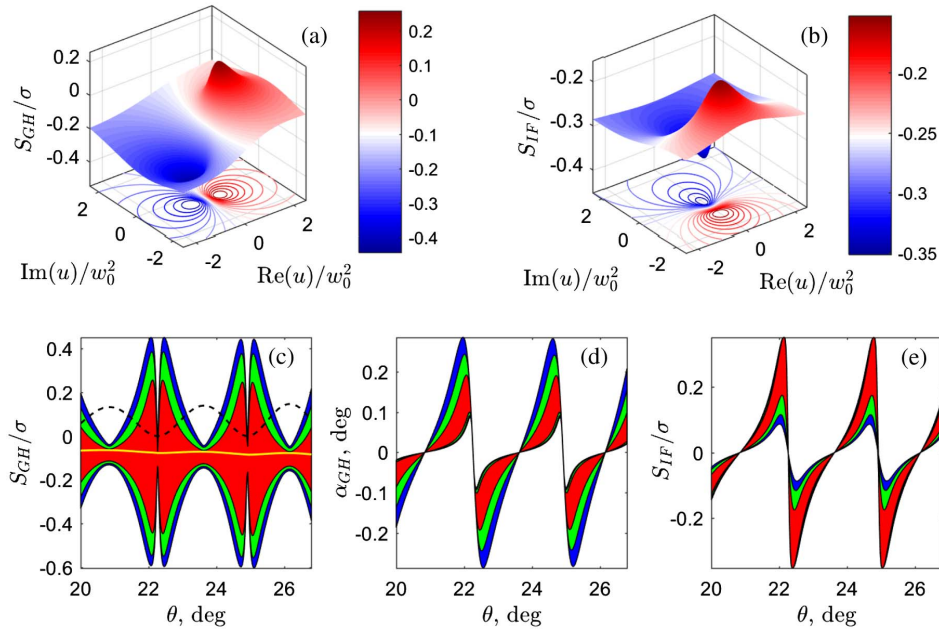 (a)
S_GH/σ
0.2
0
-0.2
-0.4
2
0
-2
Im(u)/w_0^2
-2
0
2
Re(u)/w_0^2
0.2
0.1
0
-0.1
-0.2
-0.3
-0.4
(b)
S_IF/σ
-0.2
-0.3
-0.4
2
0
-2
Im(u)/w_0^2
-2
0
2
Re(u)/w_0^2
-0.2
-0.25
-0.3
-0.35
(c)
S_GH/σ
0.4
0.2
0
-0.2
-0.4
-0.6
20 22 24 26
θ, deg
(d)
α_GH, deg
0.2
0.1
0
-0.1
-0.2
20 22 24 26
θ, deg
(e)
S_IF/σ
0.2
0
-0.2
20 22 24 26
θ, deg